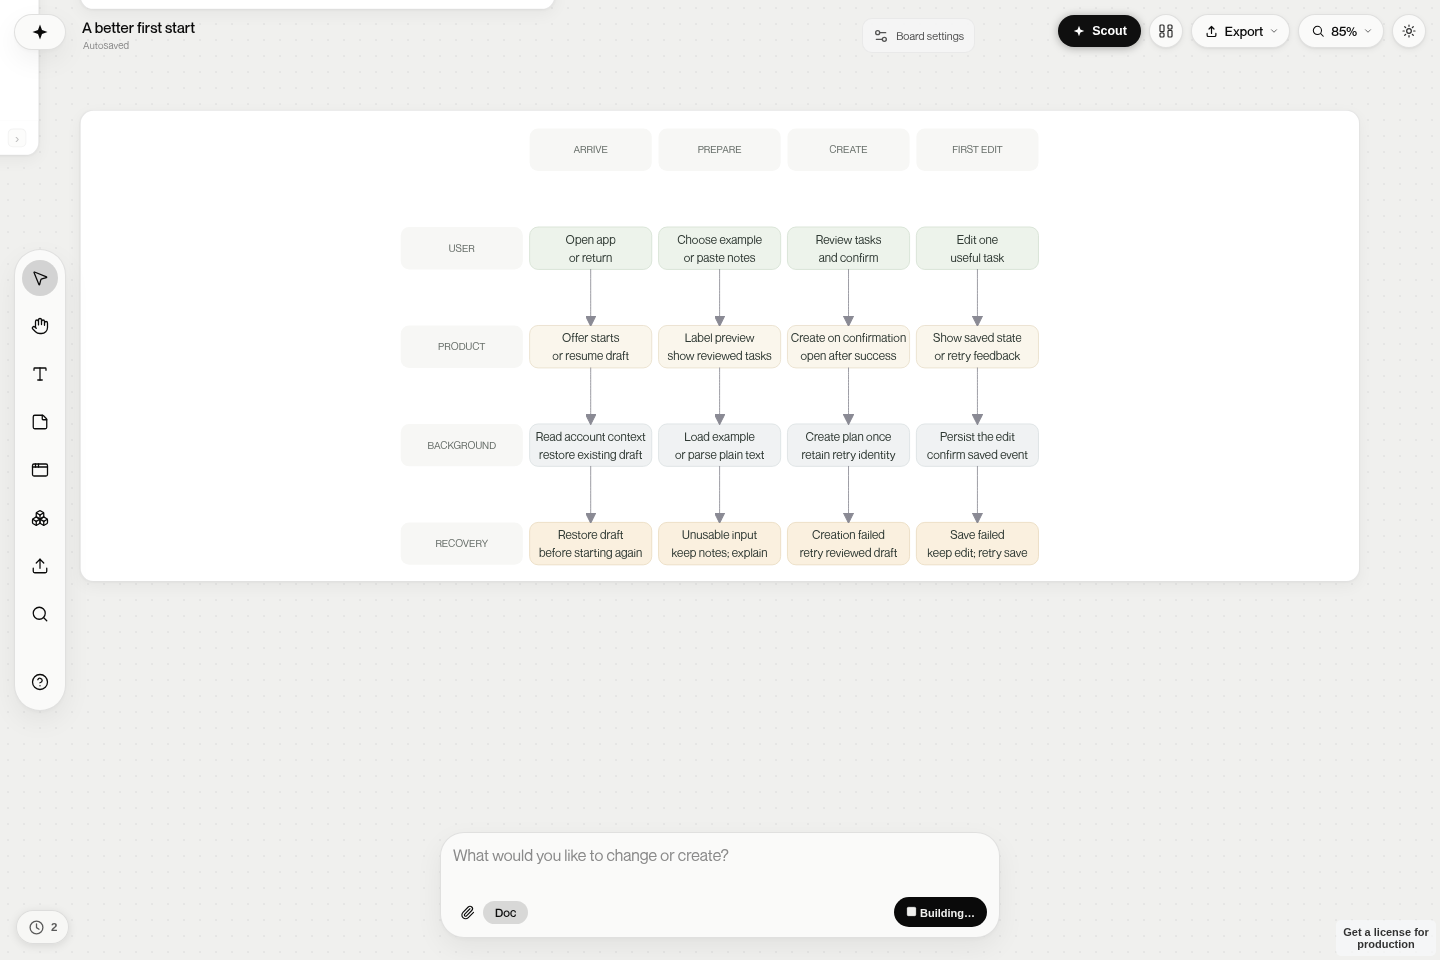 A better first start
Autosaved
Board settings
Scout
Export
85%
ARRIVE
PREPARE
CREATE
FIRST EDIT
USER
Open app
or return
Choose example
or paste notes
Review tasks
and confirm
Edit one
useful task
PRODUCT
Offer starts
or resume draft
Label preview
show reviewed tasks
Create on confirmation
open after success
Show saved state
or retry feedback
BACKGROUND
Read account context
restore existing draft
Load example
or parse plain text
Create plan once
retain retry identity
Persist the edit
confirm saved event
RECOVERY
Restore draft
before starting again
Unusable input
keep notes; explain
Creation failed
retry reviewed draft
Save failed
keep edit; retry save
What would you like to change or create?
Doc
Building...
2
Get a license for
production